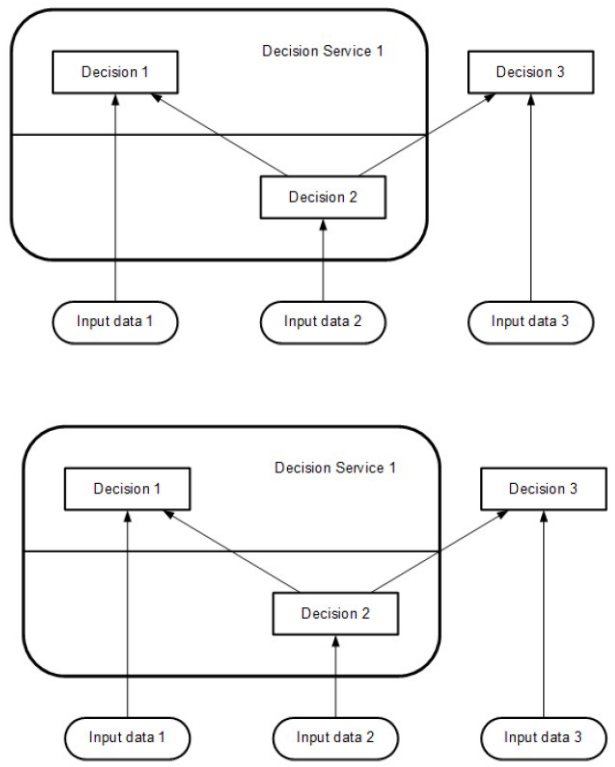 Decision Service 1
Decision 1
Decision 3
Decision 2
Input data 1
Input data 2
Input data 3
Decision Service 1
Decision 1
Decision 3
Decision 2
Input data 1
Input data 2
Input data 3